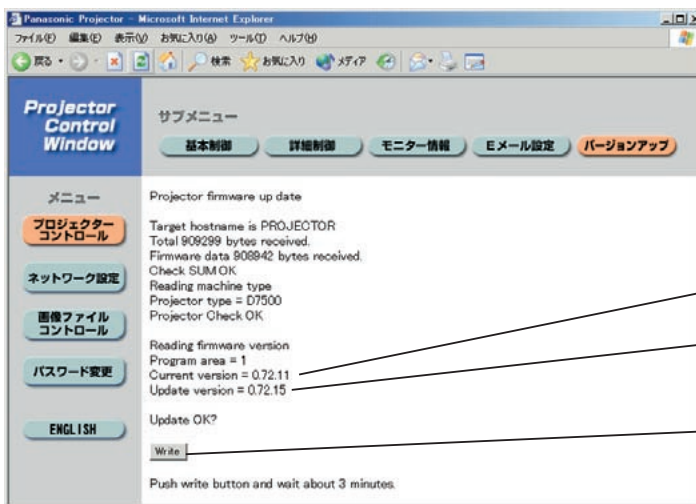 Panasonic Projector - Microsoft Internet Explorer
ファイル(F) 編集(E) 表示(V) お気に入り(A) ツール(T) ヘルプ(H)
戻る 検索 お気に入り メディア
Projector
Control
Window
サブメニュー
基本制御 詳細制御 モニター情報 Eメール設定 バージョンアップ
メニュー
プロジェクター
コントロール
ネットワーク設定
画像ファイル
コントロール
パスワード変更
ENGLISH
Projector firmware up date
Target hostname is PROJECTOR
Total 909299 bytes received.
Firmware data 908942 bytes received.
Check SUM OK
Reading machine type
Projector type = D7500
Projector Check OK
Reading firmware version
Program area = 1
Current version = 0.72.11
Update version = 0.72.15
Update OK?
Write
Push write button and wait about 3 minutes.